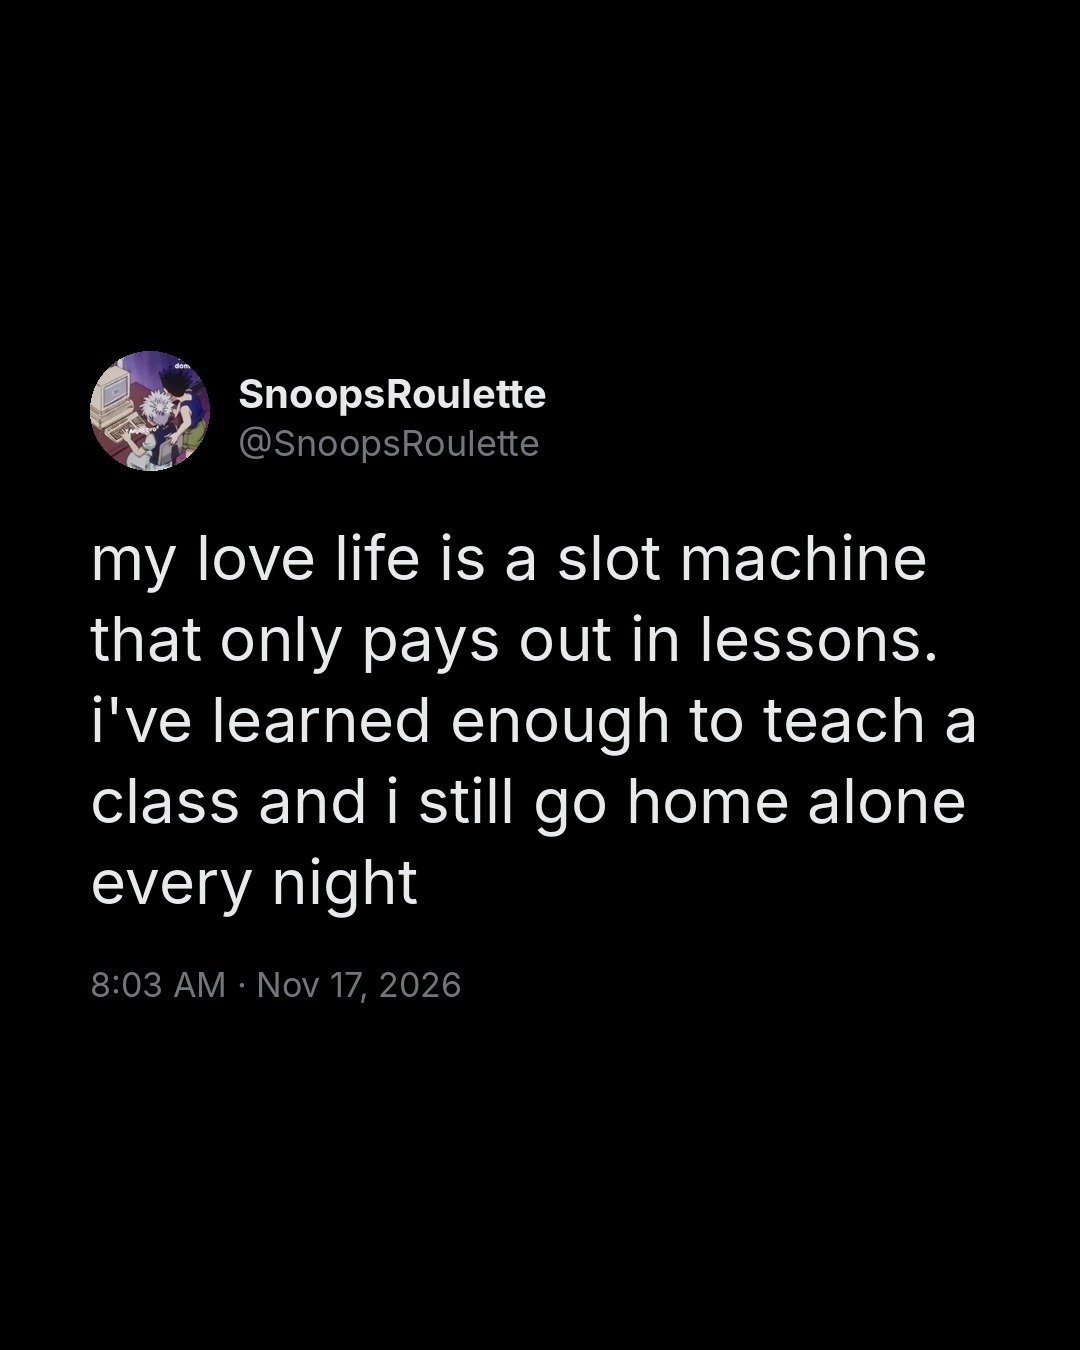 SnoopsRoulette
@SnoopsRoulette
my love life is a slot machine
that only pays out in lessons.
i've learned enough to teach a
class and i still go home alone
every night
8:03 AM · Nov 17, 2026